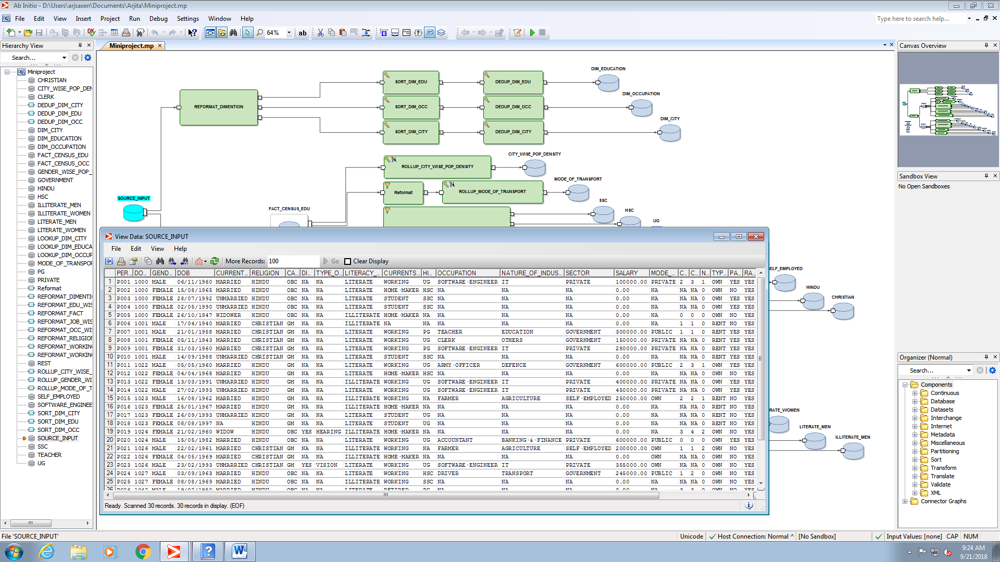 Ab Initio - D:\Users\arjsaxen\Documents\Arjita\Miniproject.mp
File Edit View Insert Project Run Debug Settings Window Help
Type here to search help...
64%
ab
Hierarchy View
Search...
Miniproject
CHRISTIAN
CITY_WISE_POP_DEN
CLERK
DEDUP_DIM_CITY
DEDUP_DIM_EDU
DEDUP_DIM_OCC
DIM_CITY
DIM_EDUCATION
DIM_OCCUPATION
FACT_CENSUS_EDU
FACT_CENSUS_OCC
GENDER_WISE_POP_
GOVERNMENT
HINDU
HSC
ILLITERATE_MEN
ILLITERATE_WOMEN
LITERATE_MEN
LITERATE_WOMEN
LOOKUP_DIM_CITY
LOOKUP_DIM_EDUCA
LOOKUP_DIM_OCCUP
MODE_OF_TRANSPOR
PG
PRIVATE
Reformat
REFORMAT_DIMENTI
REFORMAT_EDU_WIS
REFORMAT_FACT
REFORMAT_JOB_WIS
REFORMAT_OCC_WI
REFORMAT_RELIGION
REFORMAT_WORKIN
REFORMAT_WORKIN
REST
ROLLUP_CITY_WISE_
ROLLUP_GENDER_WI
ROLLUP_MODE_OF_T
SELF_EMPLOYED
SOFTWARE_ENGINEE
SORT_DIM_CITY
SORT_DIM_EDU
SORT_DIM_OCC
SOURCE_INPUT
SSC
TEACHER
UG
Miniproject.mp
DIM_EDUCATION
SORT_DIM_EDU DEDUP_DIM_EDU
DIM_OCCUPATION
REFORMAT_DIMENTION SORT_DIM_OCC DEDUP_DIM_OCC
DIM_CITY
SORT_DIM_CITY DEDUP_DIM_CITY
CITY_WISE_POP_DENSITY
ROLLUP_CITY_WISE_POP_DENSITY
MODE_OF_TRANSPORT
Reformat ROLLUP_MODE_OF_TRANSPORT
SOURCE_INPUT
SSC
FACT_CENSUS_EDU
HSC
UG
SELF_EMPLOYED
HINDU
CHRISTIAN
RATE_WOMEN
LITERATE_MEN
ILLITERATE_MEN
View Data: SOURCE_INPUT
File Edit View Help
More Records: 100 Go Clear Display
PER... DO... GEND... DOB CURRENT... RELIGION CA... DI... TYPE_O... LITERACY_... CURRENTS... HI... OCCUPATION NATURE_OF_INDUS... SECTOR SALARY MODE_... C... C... N... TYP... PA... RA...
1 P001 1000 MALE 06/11/1960 MARRIED HINDU OBC NA NA LITERATE WORKING UG SOFTWARE·ENGINEER IT PRIVATE 100000.00 PRIVATE 2 3 1 OWN YES YES
2 P002 1000 FEMALE 15/08/1965 MARRIED HINDU OBC NA NA LITERATE HOME·MAKER HSC NA NA NA 0.00 NA NA NA 0 OWN NO YES
3 P003 1000 FEMALE 28/07/1992 UNMARRIED HINDU OBC NA NA LITERATE STUDENT SSC NA NA NA 0.00 NA NA NA 0 OWN YES YES
4 P004 1000 FEMALE 02/05/1990 UNMARRIED HINDU OBC NA NA LITERATE STUDENT SSC NA NA NA 0.00 NA NA NA 0 OWN YES YES
5 P005 1000 FEMALE 26/10/1947 WIDOWER HINDU OBC NA NA ILLITERATE HOME·MAKER NA NA NA NA 0.00 NA 0 0 0 OWN NO YES
6 P006 1001 MALE 17/04/1940 MARRIED CHRISTIAN GM NA NA ILLITERATE NA NA NA NA NA 0.00 NA 1 1 0 RENT NO YES
7 P007 1001 MALE 21/01/1958 MARRIED CHRISTIAN GM NA NA LITERATE WORKING PG TEACHER EDUCATION GOVERNMENT 300000.00 PUBLIC 1 1 0 RENT YES YES
8 P008 1001 FEMALE 05/11/1943 MARRIED CHRISTIAN GM NA NA LITERATE WORKING UG CLERK OTHERS GOVERNMENT 150000.00 PRIVATE NA NA 0 RENT YES YES
9 P009 1001 FEMALE 31/03/1960 MARRIED CHRISTIAN GM NA NA LITERATE WORKING PG SOFTWARE·ENGINEER IT PRIVATE 280000.00 PRIVATE NA NA 0 RENT YES YES
10 P010 1001 MALE 14/09/1988 UNMARRIED CHRISTIAN GM NA NA LITERATE STUDENT SSC NA NA NA 0.00 NA NA NA 0 RENT YES YES
11 P011 1022 MALE 05/05/1960 MARRIED HINDU GM NA NA LITERATE WORKING UG ARMY·OFFICER DEFENCE GOVERNMENT 600000.00 PUBLIC 2 3 1 OWN YES YES
12 P012 1022 FEMALE 04/04/1968 MARRIED HINDU GM NA NA LITERATE HOME·MAKER HSC NA NA NA 0.00 NA NA NA 0 OWN NO YES
13 P013 1022 FEMALE 13/03/1991 MARRIED HINDU GM NA NA LITERATE WORKING UG SOFTWARE·ENGINEER IT PRIVATE 400000.00 PRIVATE NA NA 0 OWN YES YES
14 P014 1022 MALE 27/02/1993 MARRIED HINDU GM NA NA LITERATE WORKING UG SOFTWARE·ENGINEER IT PRIVATE 450000.00 PRIVATE NA NA 0 OWN YES YES
15 P015 1023 MALE 16/08/1962 MARRIED HINDU GM NA NA LITERATE WORKING NA FARMER AGRICULTURE SELF·EMPLOYED 250000.00 OWN 2 2 1 RENT NO YES
16 P016 1023 FEMALE 25/01/1967 MARRIED HINDU GM NA NA ILLITERATE HOME·MAKER NA NA NA NA 0.00 NA NA NA 0 RENT NO YES
17 P017 1023 FEMALE 26/09/1993 UNMARRIED HINDU GM NA NA LITERATE STUDENT UG NA NA NA 0.00 NA NA NA 0 RENT NO YES
18 P018 1023 FEMALE 08/08/1997 NA HINDU GM NA NA LITERATE STUDENT UG NA NA NA 0.00 NA NA NA 0 RENT NO YES
19 P019 1024 FEMALE 21/02/1960 WIDOW HINDU OBC YES HEARING ILLITERATE HOME·MAKER NA NA NA NA 0.00 NA 3 4 2 OWN NO YES
20 P020 1024 MALE 15/05/1982 MARRIED HINDU OBC NA NA LITERATE WORKING UG ACCOUNTANT BANKING·&·FINANCE PRIVATE 600000.00 PUBLIC 0 0 0 OWN YES YES
21 P021 1026 MALE 22/02/1961 MARRIED CHRISTIAN GM NA NA ILLITERATE WORKING NA FARMER AGRICULTURE SELF·EMPLOYED 200000.00 OWN 1 1 2 OWN NO YES
22 P022 1026 FEMALE 04/05/1969 MARRIED CHRISTIAN GM NA NA ILLITERATE HOME·MAKER NA NA NA NA 0.00 NA NA NA 0 OWN NO YES
23 P023 1026 MALE 23/02/1993 UNMARRIED CHRISTIAN GM YES VISION LITERATE WORKING UG SOFTWARE·ENGINEER IT PRIVATE 355000.00 OWN NA NA 0 OWN NO YES
24 P024 1027 MALE 03/09/1963 MARRIED HINDU OBC NA NA LITERATE WORKING HSC DRIVER TRANSPORT GOVERNMENT 245000.00 PUBLIC 1 2 0 OWN NO YES
25 P025 1027 FEMALE 08/08/1969 MARRIED HINDU OBC NA NA ILLITERATE WORKING SSC NA NA NA 0.00 NA NA NA 0 OWN NO YES
Ready. Scanned 30 records. 30 records in display. (EOF)
Canvas Overview
Sandbox View
No Open Sandboxes
Organizer (Normal)
Search...
Components
Continuous
Database
Datasets
Interchange
Internet
Metadata
Miscellaneous
Partitioning
Sort
Transform
Translate
Validate
XML
Connector Graphs
File 'SOURCE_INPUT'
Unicode Host Connection: Normal ^ [No Sandbox] Input Values: [none] CAP NUM
9:24 AM
9/21/2018